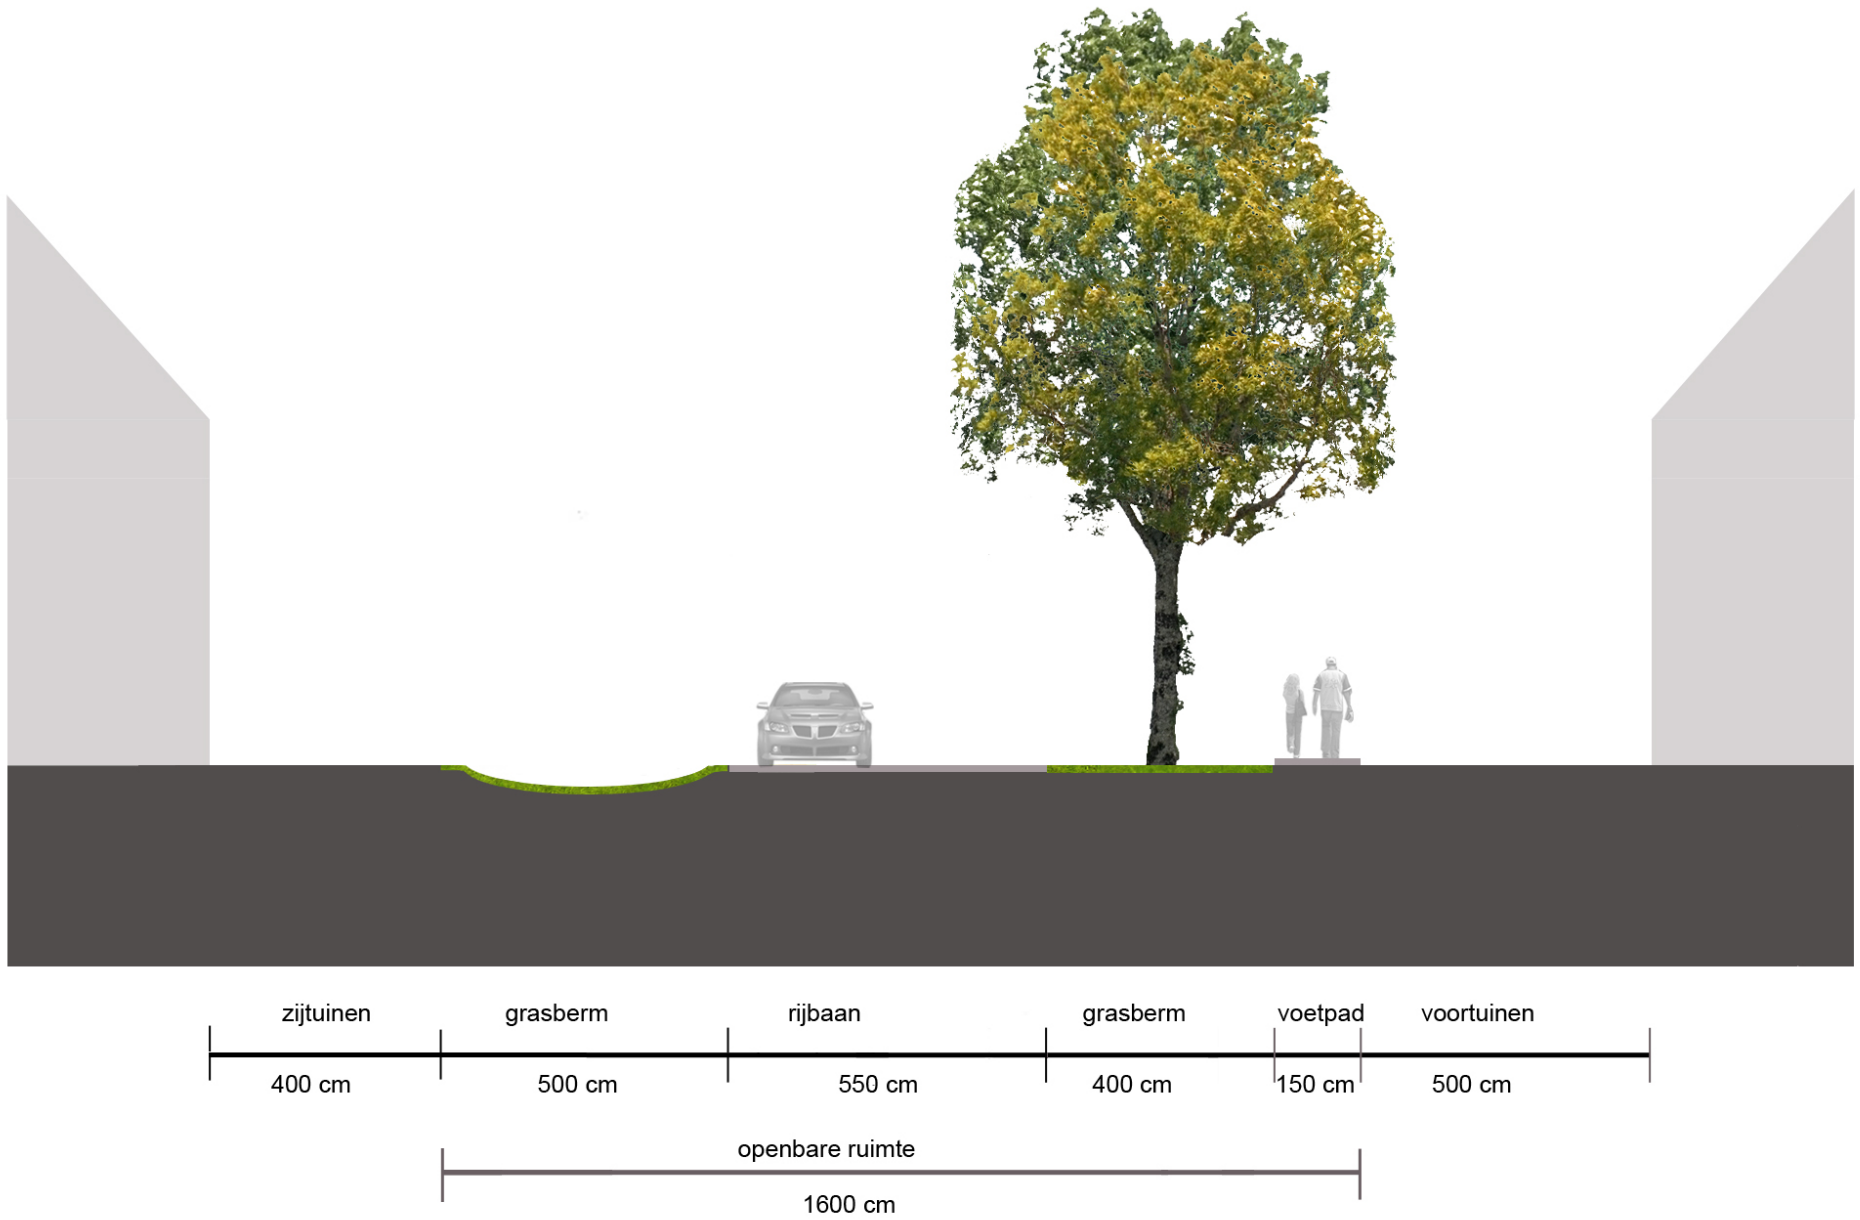 zijtuinen grasberm rijbaan grasberm voetpad voortuinen
400 cm 500 cm 550 cm 400 cm 150 cm 500 cm
openbare ruimte
1600 cm